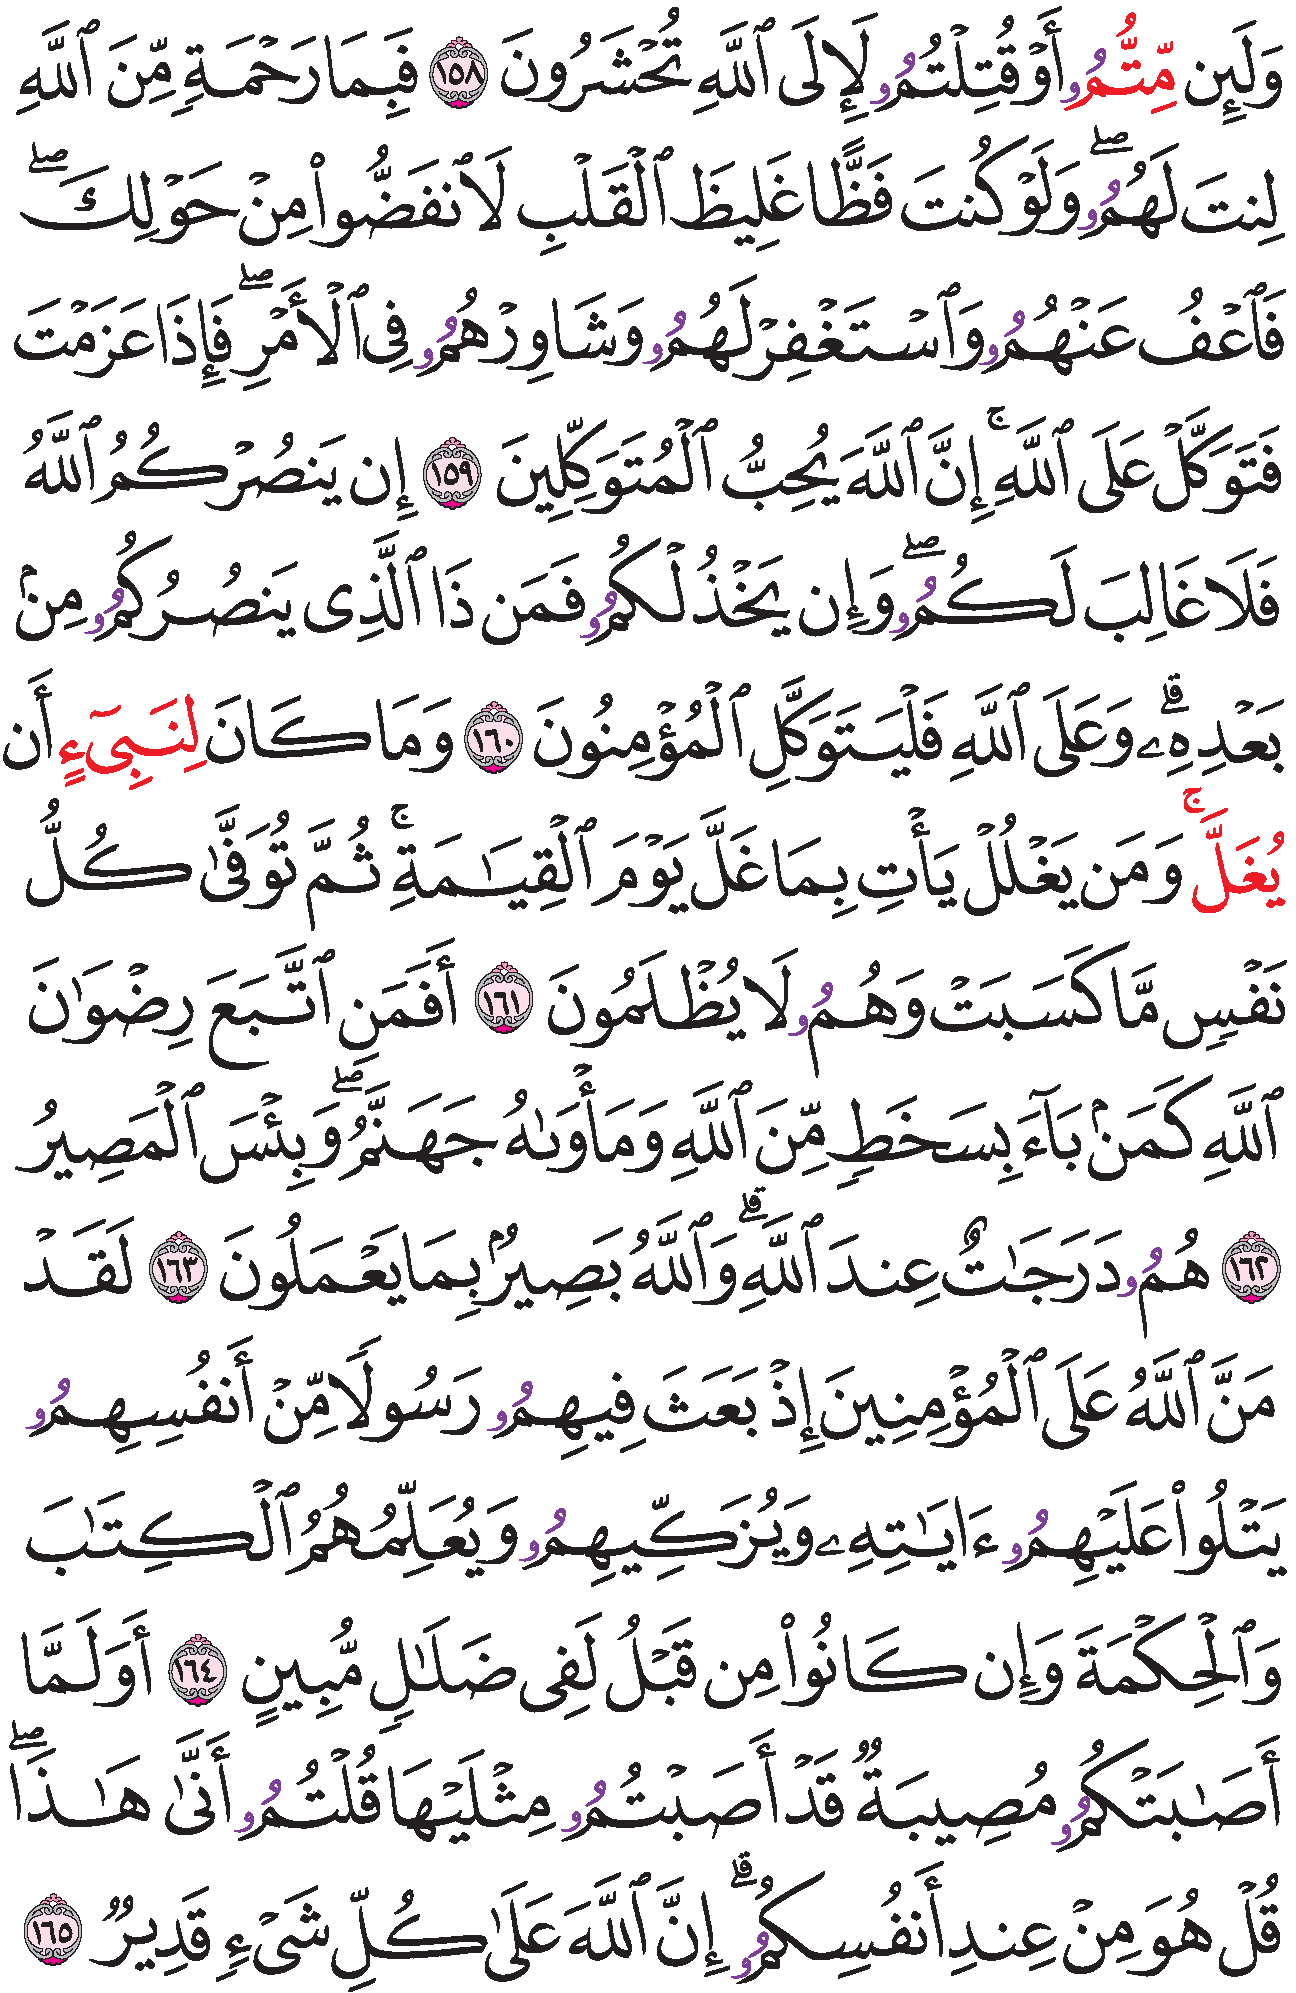 وَلَئِن مِّتُّمُۥ أَوْ قُتِلْتُمُۥ لَإِلَى ٱللَّهِ تُحْشَرُونَ ١٥٨ فَبِمَا رَحْمَةٍ مِّنَ ٱللَّهِ
لِنتَ لَهُمُۥۖ وَلَوْ كُنتَ فَظًّا غَلِيظَ ٱلْقَلْبِ لَا نفَضُّوا۟ مِنْ حَوْلِكَۖ
فَٱعْفُ عَنْهُمُۥ وَٱسْتَغْفِرْ لَهُمُۥ وَشَاوِرْهُمُۥ فِى ٱلْأَمْرِۖ فَإِذَا عَزَمْتَ
فَتَوَكَّلْ عَلَى ٱللَّهِۚ إِنَّ ٱللَّهَ يُحِبُّ ٱلْمُتَوَكِّلِينَ ١٥٩ إِن يَنصُرْكُمُ ٱللَّهُ
فَلَا غَالِبَ لَكُمُۥۖ وَإِن يَخْذُلْكُمُۥ فَمَن ذَا ٱلَّذِى يَنصُرُكُمُۥ مِنۢ
بَعْدِهِۦۗ وَعَلَى ٱللَّهِ فَلْيَتَوَكَّلِ ٱلْمُؤْمِنُونَ ١٦٠ وَمَا كَانَ لِنَبِىٓءٍ أَن
يُغَلَّۚ وَمَن يَغْلُلْ يَأْتِ بِمَا غَلَّ يَوْمَ ٱلْقِيَـٰمَةِۚ ثُمَّ تُوَفَّىٰ كُلُّ
نَفْسٍ مَّا كَسَبَتْ وَهُمُۥ لَا يُظْلَمُونَ ١٦١ أَفَمَنِ ٱتَّبَعَ رِضْوَٰنَ
ٱللَّهِ كَمَنۢ بَآءَ بِسَخَطٍ مِّنَ ٱللَّهِ وَمَأْوَىٰهُ جَهَنَّمُۖ وَبِئْسَ ٱلْمَصِيرُ
١٦٢ هُمُۥ دَرَجَـٰتٌ عِندَ ٱللَّهِۗ وَٱللَّهُ بَصِيرُۢ بِمَا يَعْمَلُونَ ١٦٣ لَقَدْ
مَنَّ ٱللَّهُ عَلَى ٱلْمُؤْمِنِينَ إِذْ بَعَثَ فِيهِمُۥ رَسُولًا مِّنْ أَنفُسِهِمُۥ
يَتْلُوا۟ عَلَيْهِمُۥ ءَايَـٰتِهِۦ وَيُزَكِّيهِمُۥ وَيُعَلِّمُهُمُ ٱلْكِتَـٰبَ
وَٱلْحِكْمَةَ وَإِن كَانُوا۟ مِن قَبْلُ لَفِى ضَلَـٰلٍ مُّبِينٍ ١٦٤ أَوَلَمَّا
أَصَـٰبَتْكُمُۥ مُصِيبَةٌ قَدْ أَصَبْتُمُۥ مِثْلَيْهَا قُلْتُمُۥ أَنَّىٰ هَـٰذَاۖ
قُلْ هُوَ مِنْ عِندِ أَنفُسِكُمُۥۗ إِنَّ ٱللَّهَ عَلَىٰ كُلِّ شَىْءٍ قَدِيرٌ ١٦٥